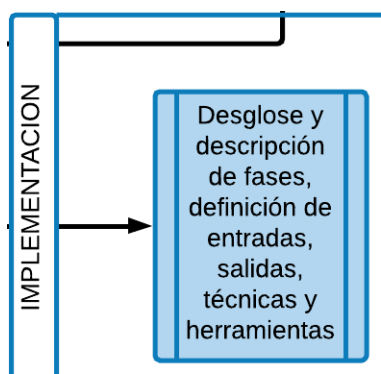 IMPLEMENTACION
Desglose y
descripción
de fases,
definición de
entradas,
salidas,
técnicas y
herramientas